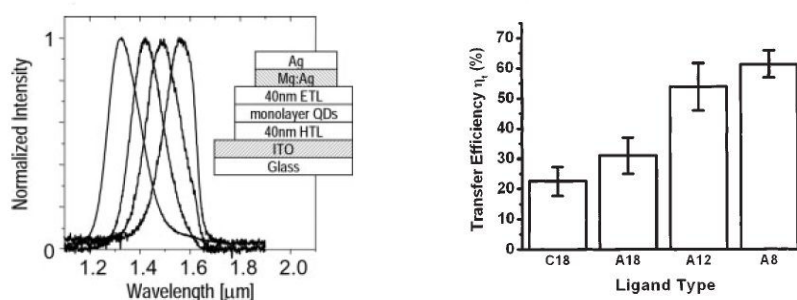 Normalized Intensity
1
0
1.2 1.4 1.6 1.8 2.0
Wavelength [μm]
Ag
Mg:Ag
40nm ETL
monolayer QDs
40nm HTL
ITO
Glass
Transfer Efficiency ηt (%)
70
60
50
40
30
20
10
0
C18 A18 A12 A8
Ligand Type